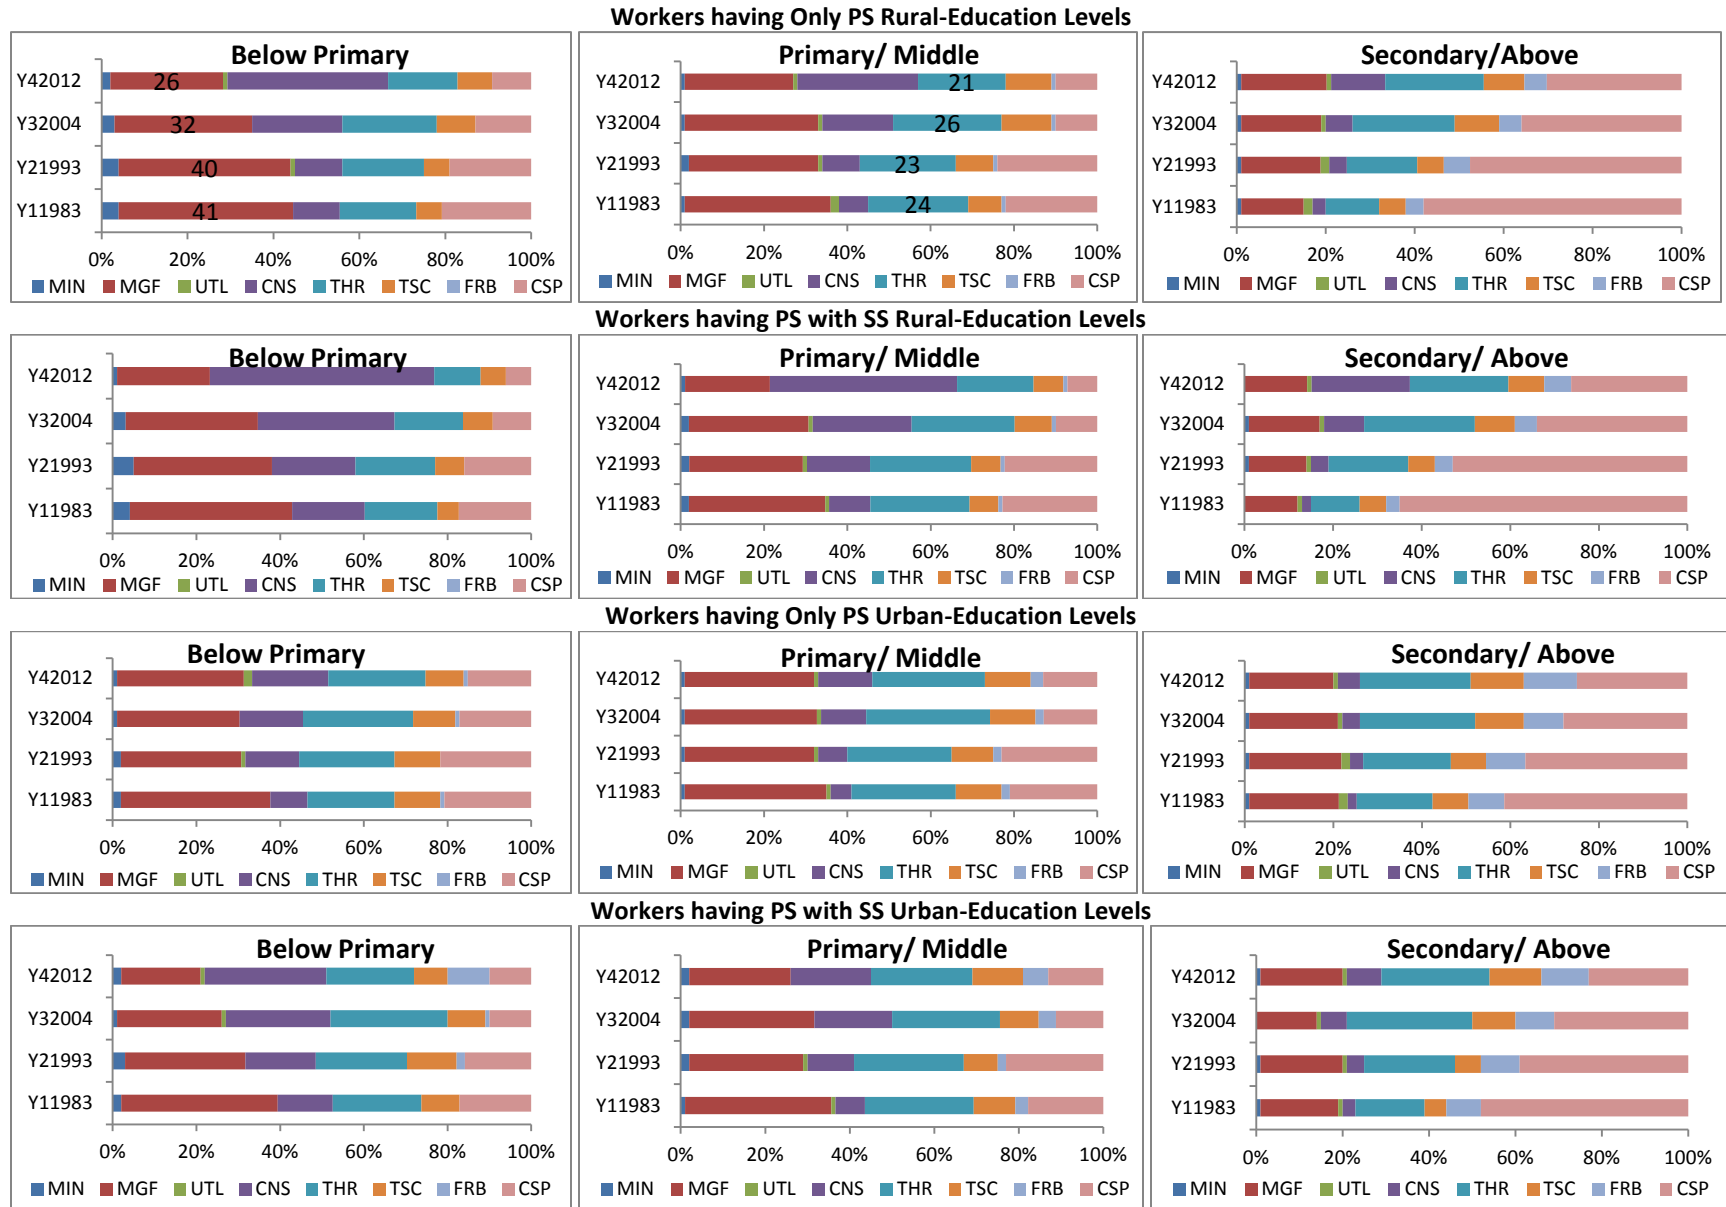 Workers having Only PS Rural-Education Levels
Below Primary
Y42012 26
Y32004 32
Y21993 40
Y11983 41
0% 20% 40% 60% 80% 100%
MIN MGF UTL CNS THR TSC FRB CSP
Primary/ Middle
Y42012 21
Y32004 26
Y21993 23
Y11983 24
0% 20% 40% 60% 80% 100%
MIN MGF UTL CNS THR TSC FRB CSP
Secondary/Above
Y42012
Y32004
Y21993
Y11983
0% 20% 40% 60% 80% 100%
MIN MGF UTL CNS THR TSC FRB CSP
Workers having PS with SS Rural-Education Levels
Below Primary
Y42012
Y32004
Y21993
Y11983
0% 20% 40% 60% 80% 100%
MIN MGF UTL CNS THR TSC FRB CSP
Primary/ Middle
Y42012
Y32004
Y21993
Y11983
0% 20% 40% 60% 80% 100%
MIN MGF UTL CNS THR TSC FRB CSP
Secondary/ Above
Y42012
Y32004
Y21993
Y11983
0% 20% 40% 60% 80% 100%
MIN MGF UTL CNS THR TSC FRB CSP
Workers having Only PS Urban-Education Levels
Below Primary
Y42012
Y32004
Y21993
Y11983
0% 20% 40% 60% 80% 100%
MIN MGF UTL CNS THR TSC FRB CSP
Primary/ Middle
Y42012
Y32004
Y21993
Y11983
0% 20% 40% 60% 80% 100%
MIN MGF UTL CNS THR TSC FRB CSP
Secondary/ Above
Y42012
Y32004
Y21993
Y11983
0% 20% 40% 60% 80% 100%
MIN MGF UTL CNS THR TSC FRB CSP
Workers having PS with SS Urban-Education Levels
Below Primary
Y42012
Y32004
Y21993
Y11983
0% 20% 40% 60% 80% 100%
MIN MGF UTL CNS THR TSC FRB CSP
Primary/ Middle
Y42012
Y32004
Y21993
Y11983
0% 20% 40% 60% 80% 100%
MIN MGF UTL CNS THR TSC FRB CSP
Secondary/ Above
Y42012
Y32004
Y21993
Y11983
0% 20% 40% 60% 80% 100%
MIN MGF UTL CNS THR TSC FRB CSP